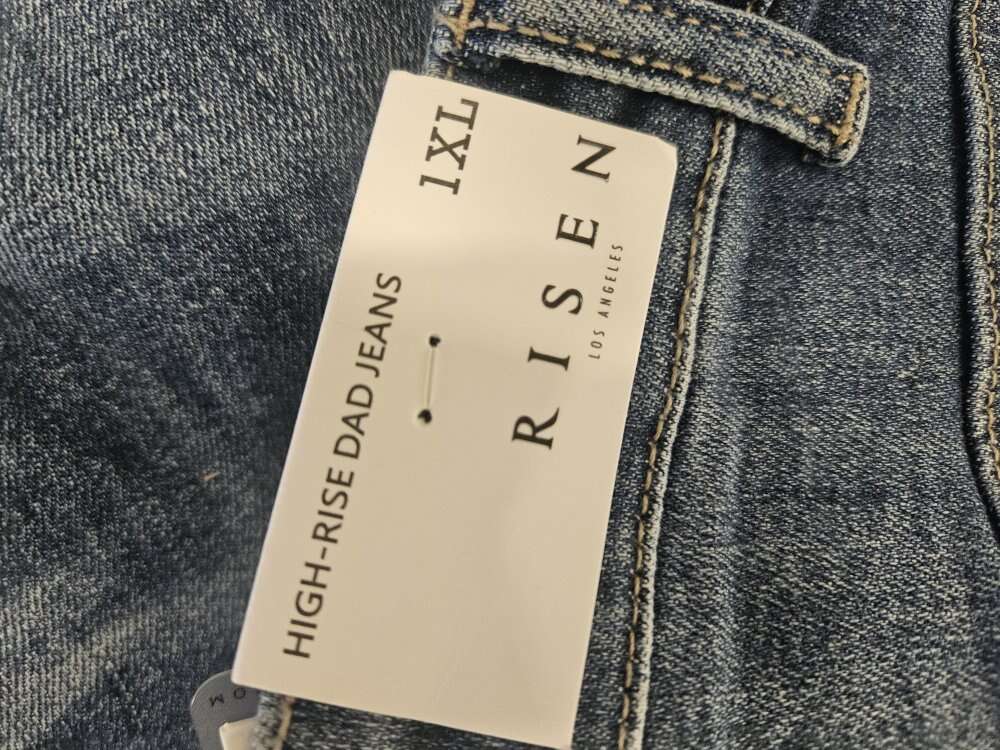 RISEN
LOS ANGELES
HIGH-RISE DAD JEANS
1XL